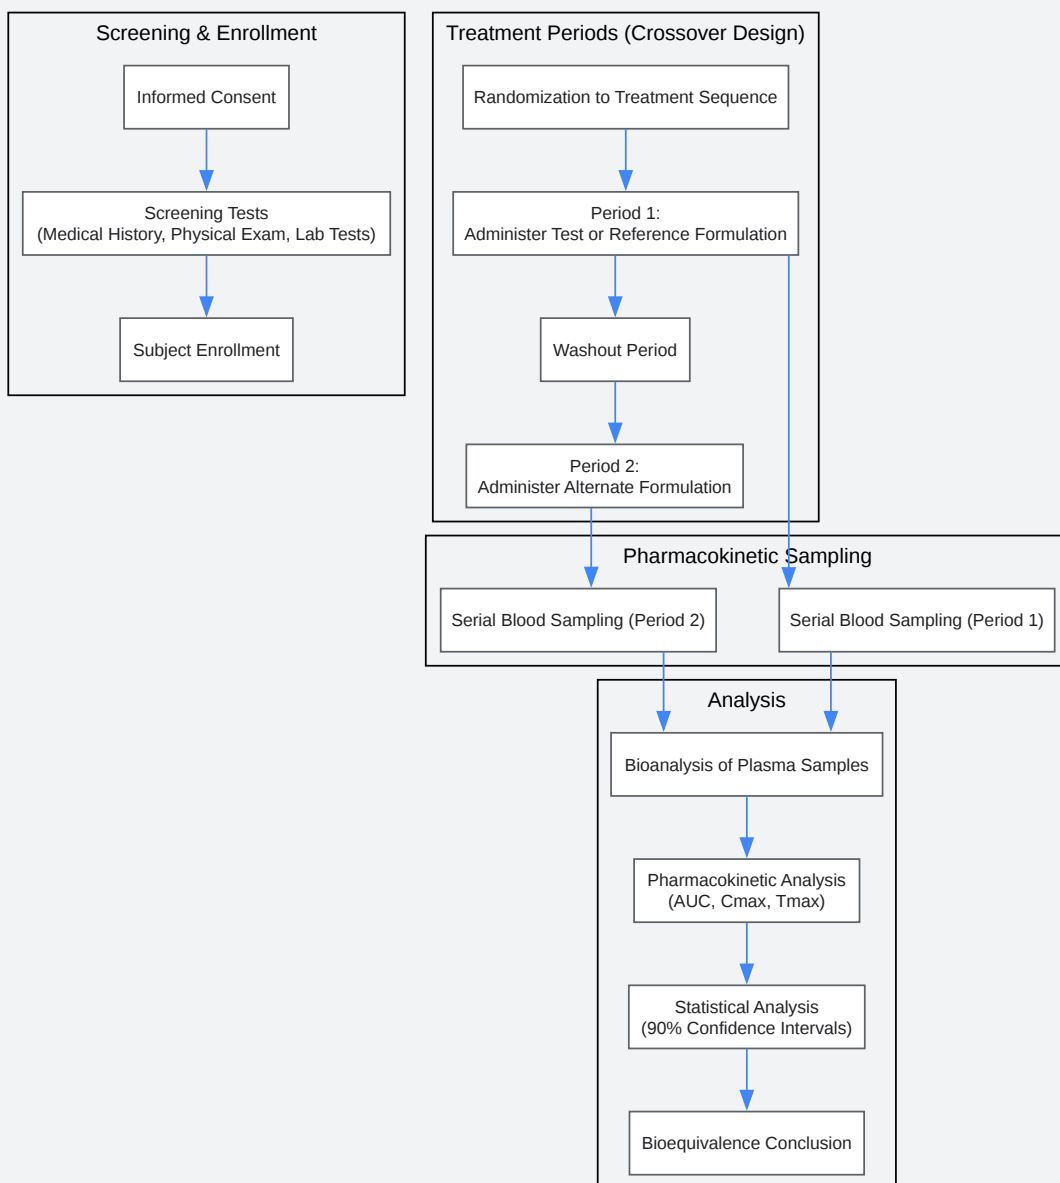 Screening & Enrollment
Informed Consent
Screening Tests
(Medical History, Physical Exam, Lab Tests)
Subject Enrollment
Treatment Periods (Crossover Design)
Randomization to Treatment Sequence
Period 1:
Administer Test or Reference Formulation
Washout Period
Period 2:
Administer Alternate Formulation
Pharmacokinetic Sampling
Serial Blood Sampling (Period 2)
Serial Blood Sampling (Period 1)
Analysis
Bioanalysis of Plasma Samples
Pharmacokinetic Analysis
(AUC, Cmax, Tmax)
Statistical Analysis
(90% Confidence Intervals)
Bioequivalence Conclusion